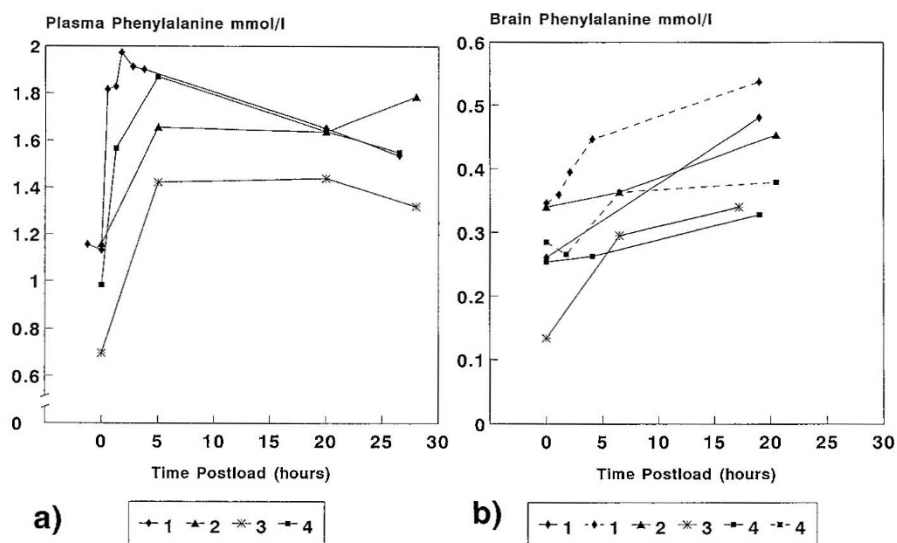 Plasma Phenylalanine mmol/l
2
1.8
1.6
1.4
1.2
1
0.8
0.6
0
0 5 10 15 20 25 30
Time Postload (hours)
a)
1 2 3 4
Brain Phenylalanine mmol/l
0.6
0.5
0.4
0.3
0.2
0.1
0
0 5 10 15 20 25 30
Time Postload (hours)
b)
1 1 2 3 4 4